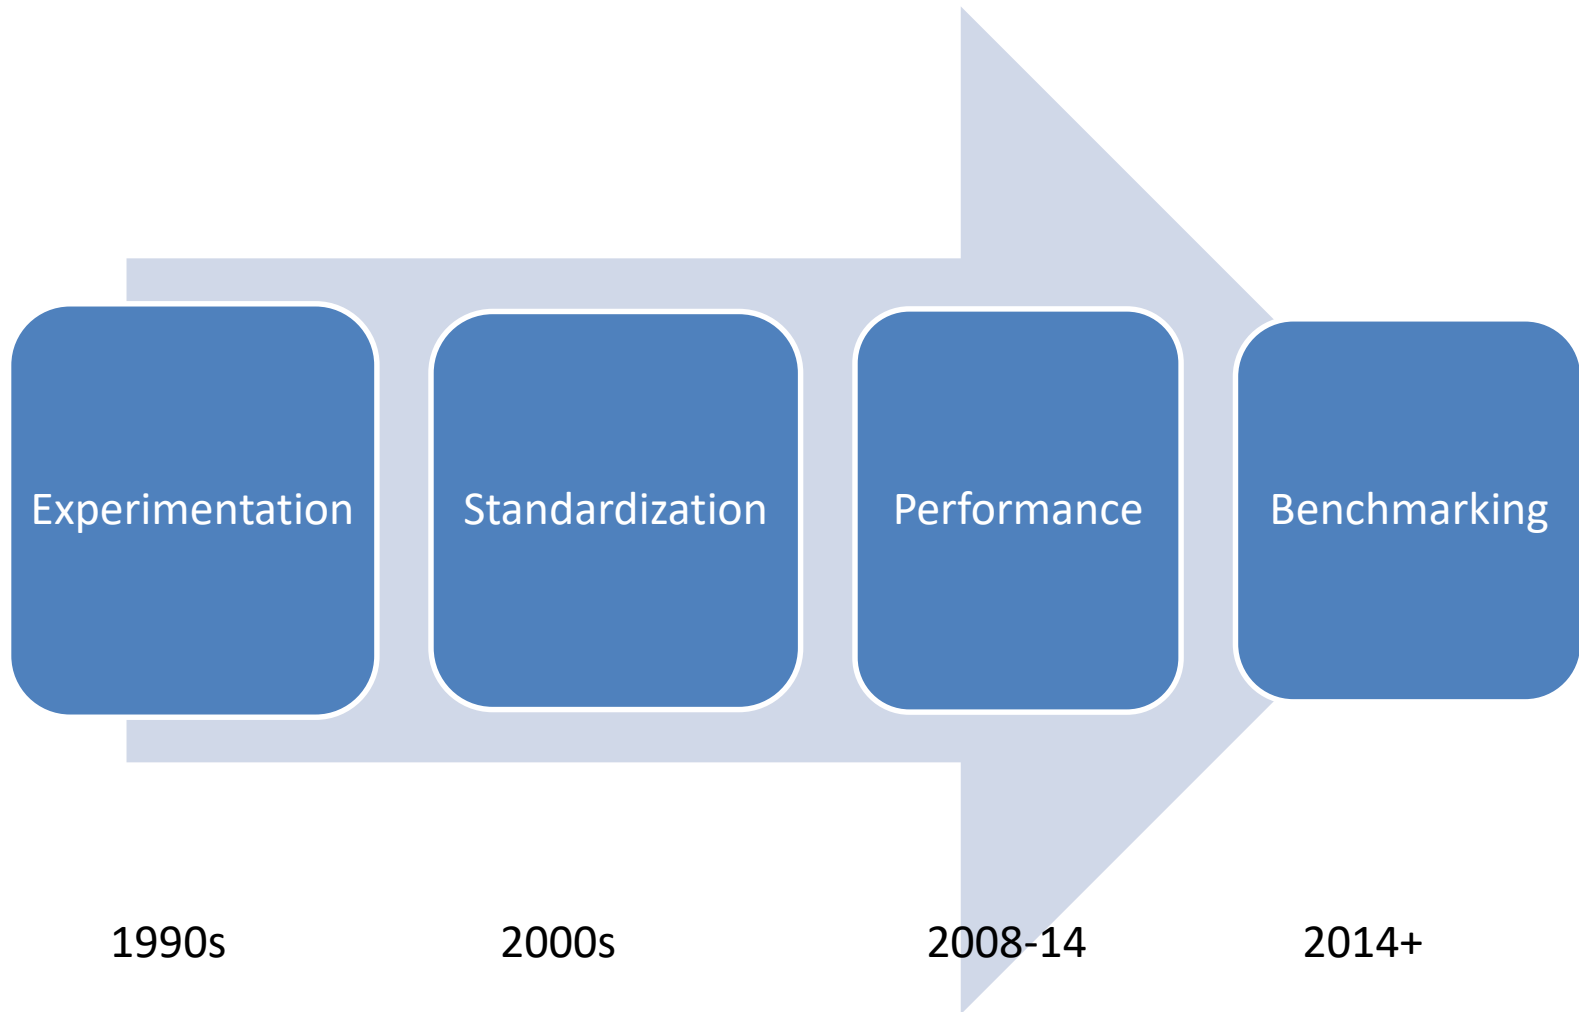 Experimentation
Standardization
Performance
Benchmarking
1990s
2000s
2008-14
2014+